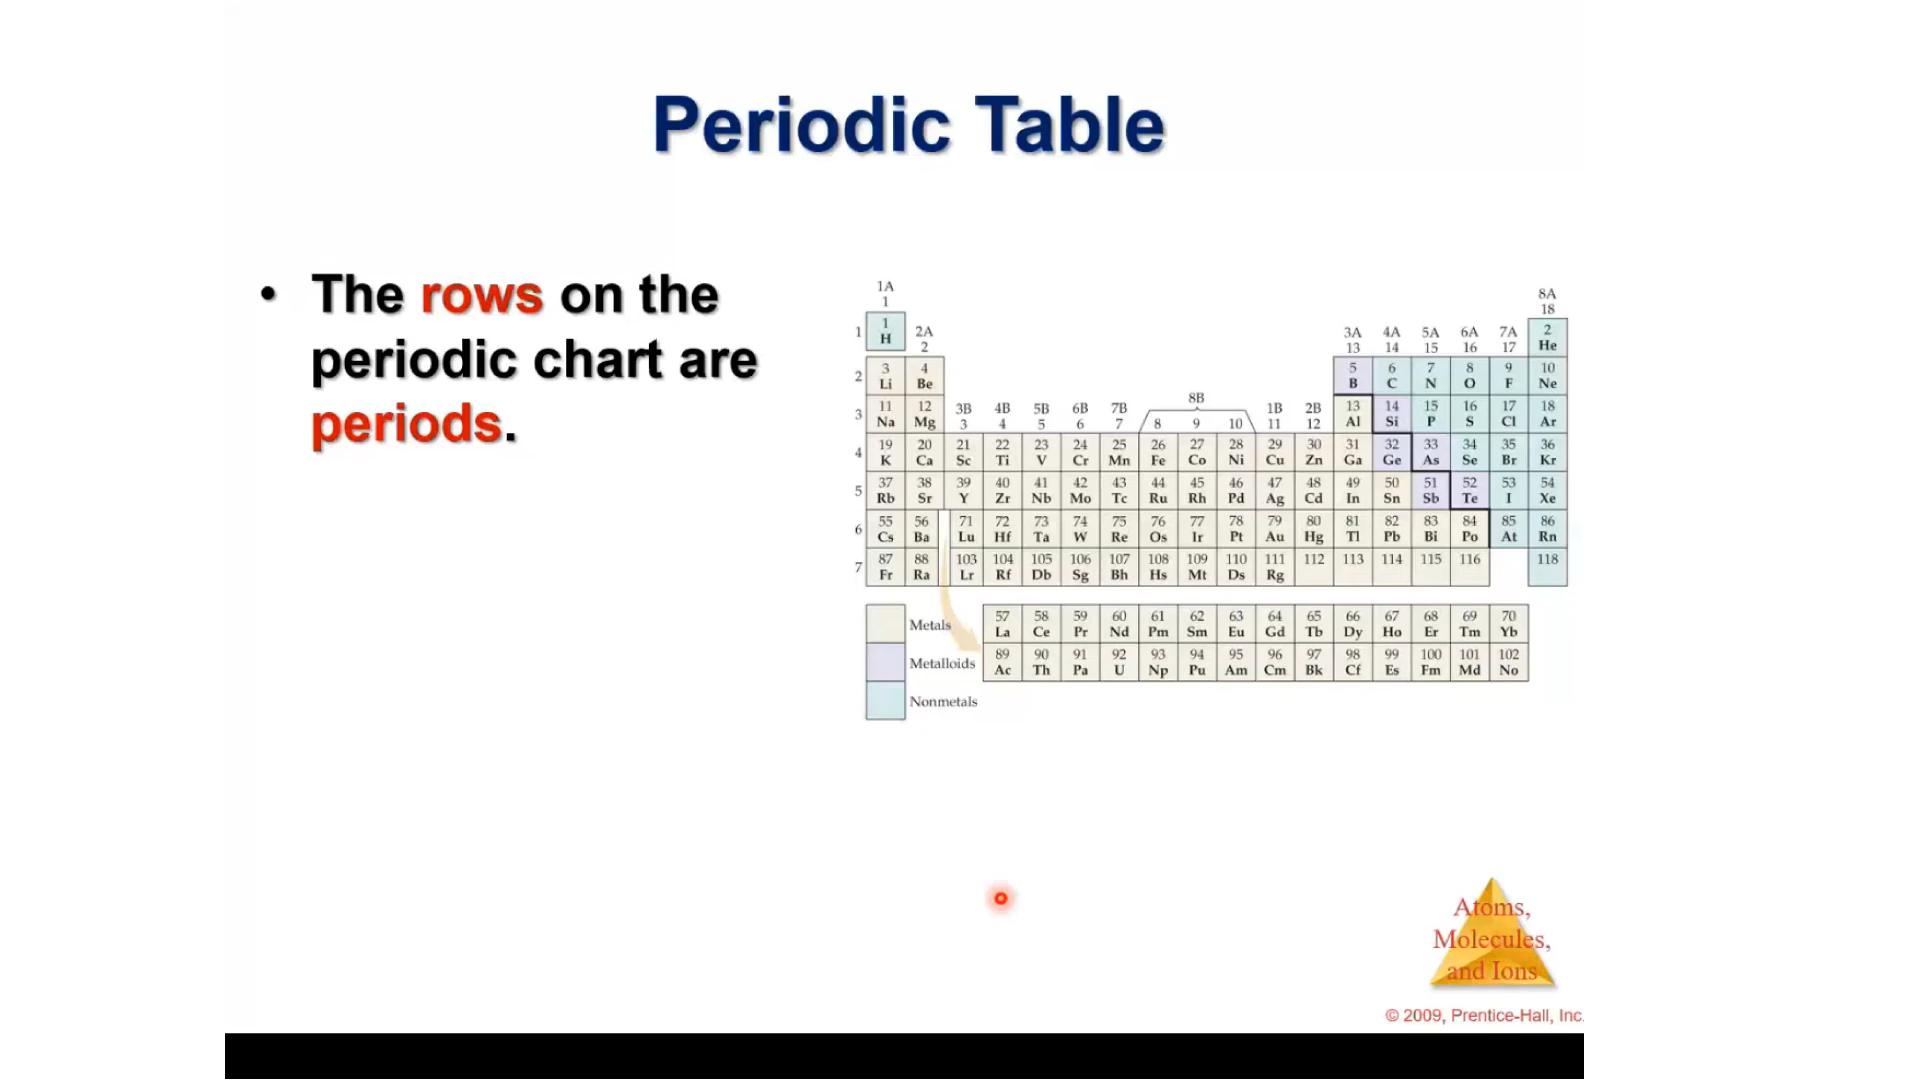 Periodic Table
• The rows on the
periodic chart are
periods.
1A 8A
1 18
1 1 2A 3A 4A 5A 6A 7A 2
H 2 13 14 15 16 17 He
2 3 4 5 6 7 8 9 10
Li Be B C N O F Ne
8B
3 11 12 3B 4B 5B 6B 7B 1B 2B 13 14 15 16 17 18
Na Mg 3 4 5 6 7 8 9 10 11 12 Al Si P S Cl Ar
4 19 20 21 22 23 24 25 26 27 28 29 30 31 32 33 34 35 36
K Ca Sc Ti V Cr Mn Fe Co Ni Cu Zn Ga Ge As Se Br Kr
5 37 38 39 40 41 42 43 44 45 46 47 48 49 50 51 52 53 54
Rb Sr Y Zr Nb Mo Tc Ru Rh Pd Ag Cd In Sn Sb Te I Xe
6 55 56 71 72 73 74 75 76 77 78 79 80 81 82 83 84 85 86
Cs Ba Lu Hf Ta W Re Os Ir Pt Au Hg Tl Pb Bi Po At Rn
7 87 88 103 104 105 106 107 108 109 110 111 112 113 114 115 116 118
Fr Ra Lr Rf Db Sg Bh Hs Mt Ds Rg
57 58 59 60 61 62 63 64 65 66 67 68 69 70
Metals La Ce Pr Nd Pm Sm Eu Gd Tb Dy Ho Er Tm Yb
89 90 91 92 93 94 95 96 97 98 99 100 101 102
Metalloids Ac Th Pa U Np Pu Am Cm Bk Cf Es Fm Md No
Nonmetals
Atoms,
Molecules,
and Ions
© 2009, Prentice-Hall, Inc.